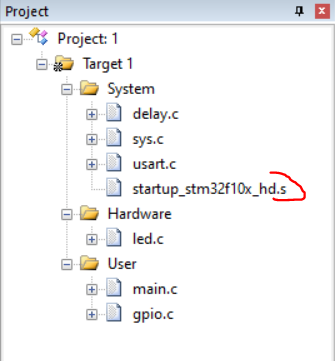 Project
Project: 1
Target 1
System
delay.c
sys.c
usart.c
startup_stm32f10x_hd.s
Hardware
led.c
User
main.c
gpio.c